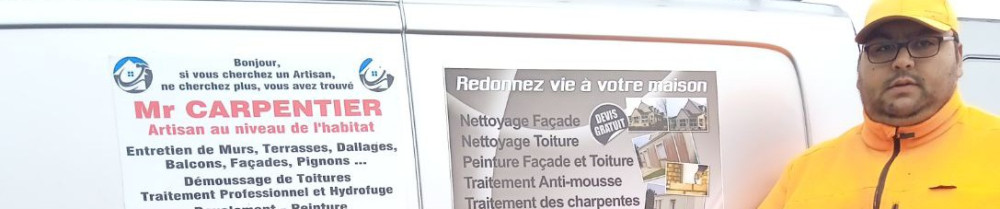 Bonjour,
si vous cherchez un Artisan,
ne cherchez plus, vous avez trouvé
Mr CARPENTIER
Artisan au niveau de l'habitat
Entretien de Murs, Terrasses, Dallages,
Balcons, Façades, Pignons ...
Démoussage de Toitures
Traitement Professionnel et Hydrofuge
Ravalement - Peinture
Redonnez vie à votre maison
Nettoyage Façade
DEVIS
GRATUIT
Nettoyage Toiture
Peinture Façade et Toiture
Traitement Anti-mousse
Traitement des charpentes